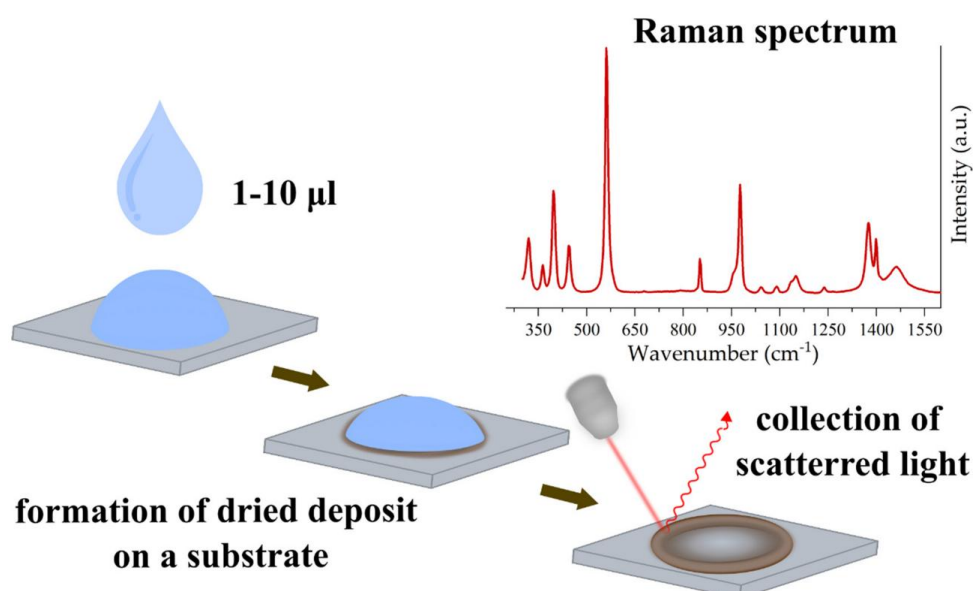 Raman spectrum
1-10 µl
Intensity (a.u.)
350 500 650 800 950 1100 1250 1400 1550
Wavenumber (cm⁻¹)
collection of
scatterred light
formation of dried deposit
on a substrate